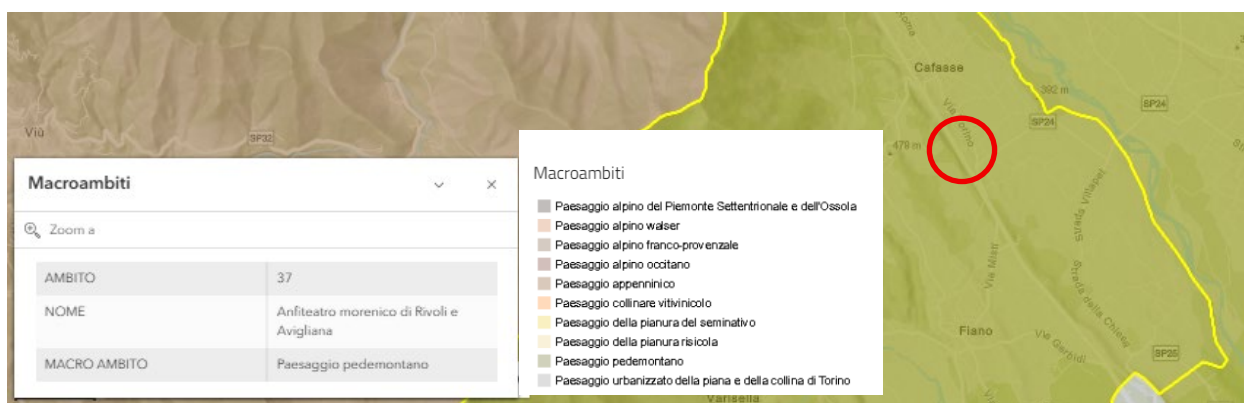 Roma
Cafasse
392 m
SP24
SP24
Via Torino
479 m
Viù
SP32
Macroambiti
Zoom a
AMBITO 37
NOME Anfiteatro morenico di Rivoli e
Avigliana
MACRO AMBITO Paesaggio pedemontano
Macroambiti
Paesaggio alpino del Piemonte Settentrionale e dell'Ossola
Paesaggio alpino walser
Paesaggio alpino franco-provenzale
Paesaggio alpino occitano
Paesaggio appenninico
Paesaggio collinare vitivinicolo
Paesaggio della pianura del seminativo
Paesaggio della pianura risicola
Paesaggio pedemontano
Paesaggio urbanizzato della piana e della collina di Torino
Strada Villaper
Via Misti
Strada della Chiesa
Fiano
Via Garbidi
SP25
Varisella